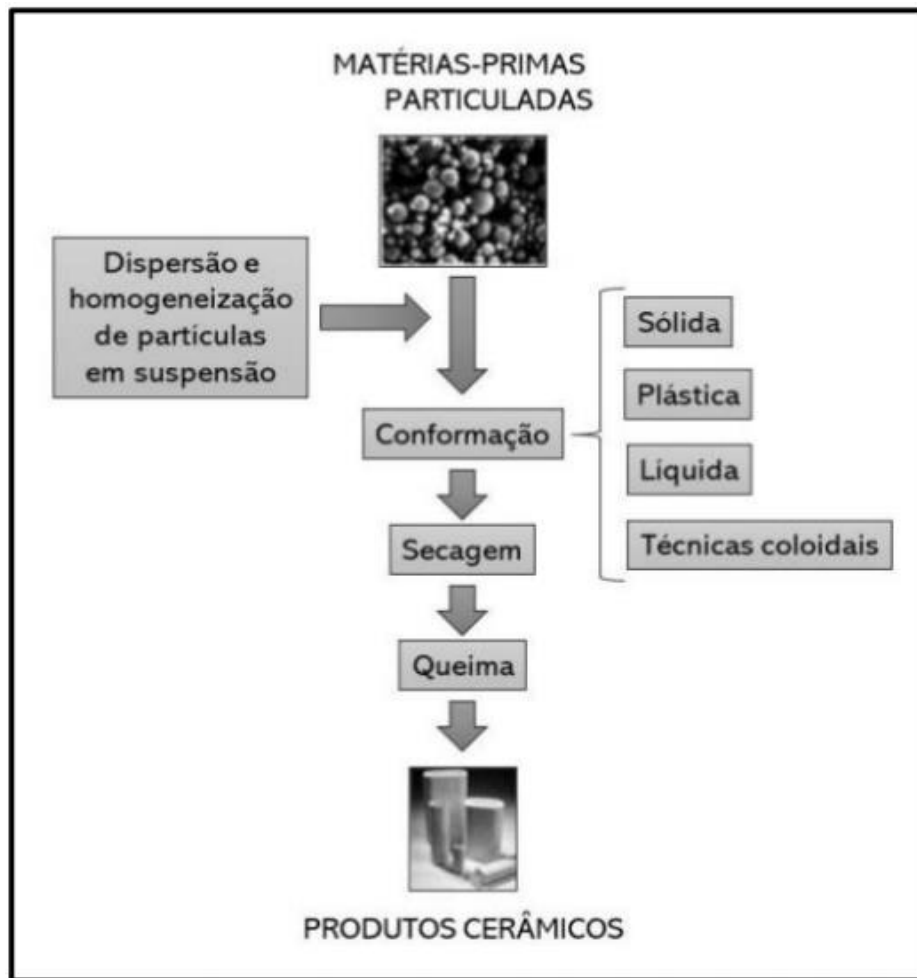 MATÉRIAS-PRIMAS
PARTICULADAS
Dispersão e
homogeneização
de partículas
em suspensão
Conformação
Sólida
Plástica
Líquida
Técnicas coloidais
Secagem
Queima
PRODUTOS CERÂMICOS